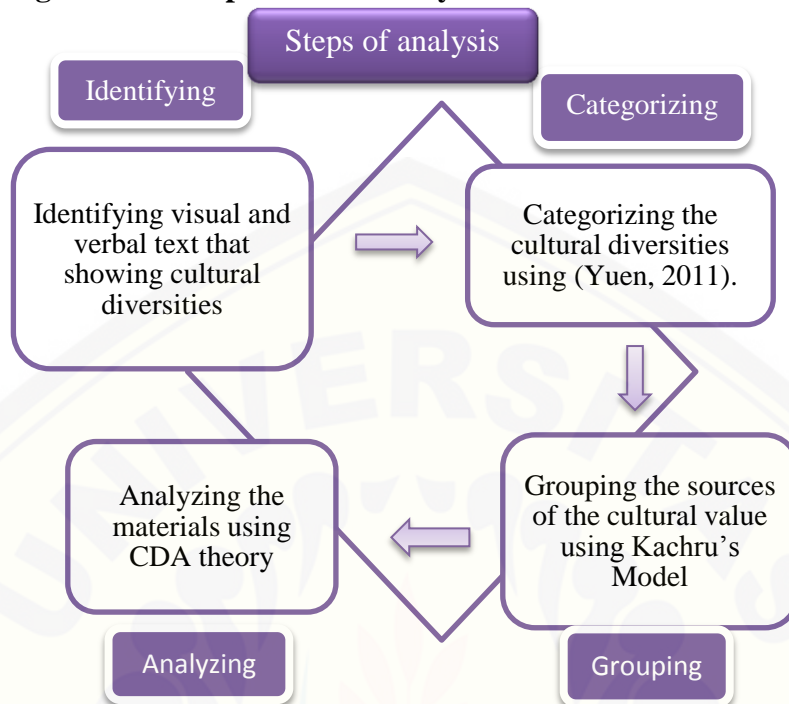 Steps of analysis
Identifying
Categorizing
Identifying visual and
verbal text that
showing cultural
diversities
Categorizing the
cultural diversities
using (Yuen, 2011).
Analyzing the
materials using
CDA theory
Grouping the sources
of the cultural value
using Kachru’s
Model
Analyzing
Grouping
UNIVERSIT